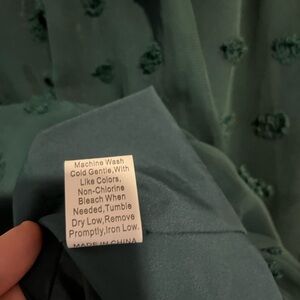 Machine Wash
Cold Gentle,With
Like Colors,
Non-Chlorine
Bleach When
Needed,Tumble
Dry Low,Remove
Promptly,Iron Low.
MADE IN CHINA